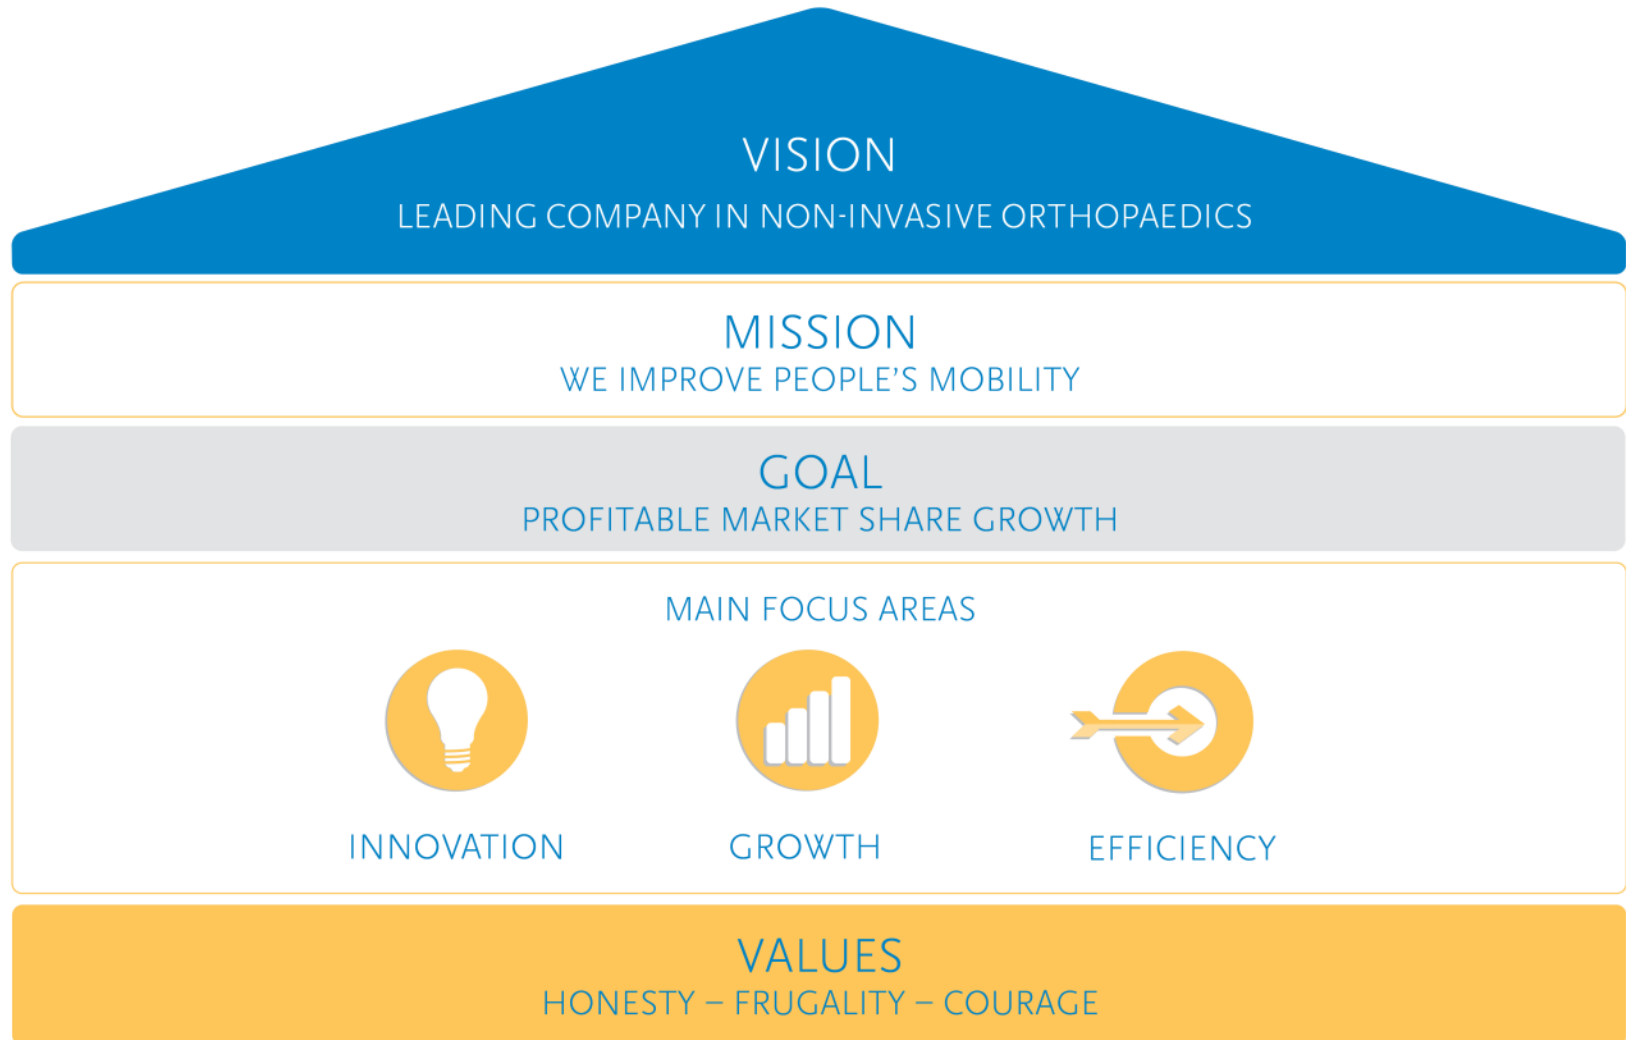 VISION
LEADING COMPANY IN NON-INVASIVE ORTHOPAEDICS
MISSION
WE IMPROVE PEOPLE’S MOBILITY
GOAL
PROFITABLE MARKET SHARE GROWTH
MAIN FOCUS AREAS
INNOVATION
GROWTH
EFFICIENCY
VALUES
HONESTY – FRUGALITY – COURAGE